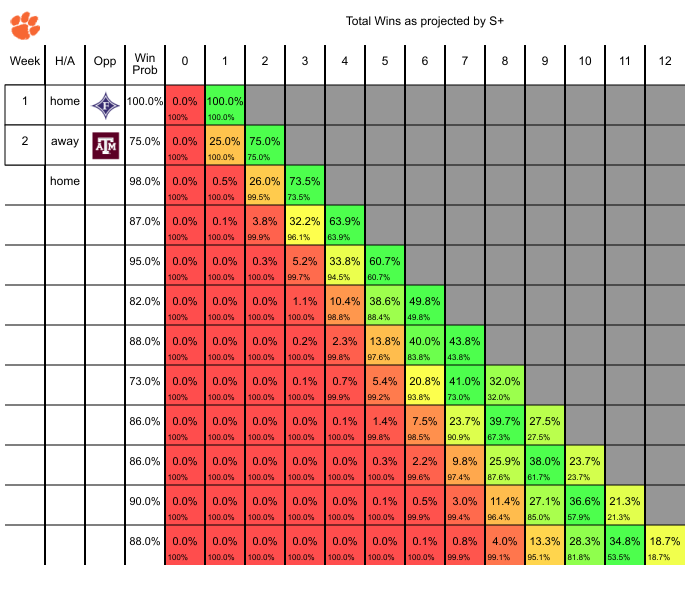 Total Wins as projected by S+
Week H/A Opp Win Prob 0 1 2 3 4 5 6 7 8 9 10 11 12
1 home F 100.0% 0.0% 100.0%
100% 100.0%
2 away ATM 75.0% 0.0% 25.0% 75.0%
100% 100.0% 75.0%
home 98.0% 0.0% 0.5% 26.0% 73.5%
100% 100.0% 99.5% 73.5%
87.0% 0.0% 0.1% 3.8% 32.2% 63.9%
100% 100.0% 99.9% 96.1% 63.9%
95.0% 0.0% 0.0% 0.3% 5.2% 33.8% 60.7%
100% 100.0% 100.0% 99.7% 94.5% 60.7%
82.0% 0.0% 0.0% 0.0% 1.1% 10.4% 38.6% 49.8%
100% 100.0% 100.0% 100.0% 98.8% 88.4% 49.8%
88.0% 0.0% 0.0% 0.0% 0.2% 2.3% 13.8% 40.0% 43.8%
100% 100.0% 100.0% 100.0% 99.8% 97.6% 83.8% 43.8%
73.0% 0.0% 0.0% 0.0% 0.1% 0.7% 5.4% 20.8% 41.0% 32.0%
100% 100.0% 100.0% 100.0% 99.9% 99.2% 93.8% 73.0% 32.0%
86.0% 0.0% 0.0% 0.0% 0.0% 0.1% 1.4% 7.5% 23.7% 39.7% 27.5%
100% 100.0% 100.0% 100.0% 100.0% 99.8% 98.5% 90.9% 67.3% 27.5%
86.0% 0.0% 0.0% 0.0% 0.0% 0.0% 0.3% 2.2% 9.8% 25.9% 38.0% 23.7%
100% 100.0% 100.0% 100.0% 100.0% 100.0% 99.6% 97.4% 87.6% 61.7% 23.7%
90.0% 0.0% 0.0% 0.0% 0.0% 0.0% 0.1% 0.5% 3.0% 11.4% 27.1% 36.6% 21.3%
100% 100.0% 100.0% 100.0% 100.0% 100.0% 99.9% 99.4% 96.4% 85.0% 57.9% 21.3%
88.0% 0.0% 0.0% 0.0% 0.0% 0.0% 0.0% 0.1% 0.8% 4.0% 13.3% 28.3% 34.8% 18.7%
100% 100.0% 100.0% 100.0% 100.0% 100.0% 100.0% 99.9% 99.1% 95.1% 81.8% 53.5% 18.7%